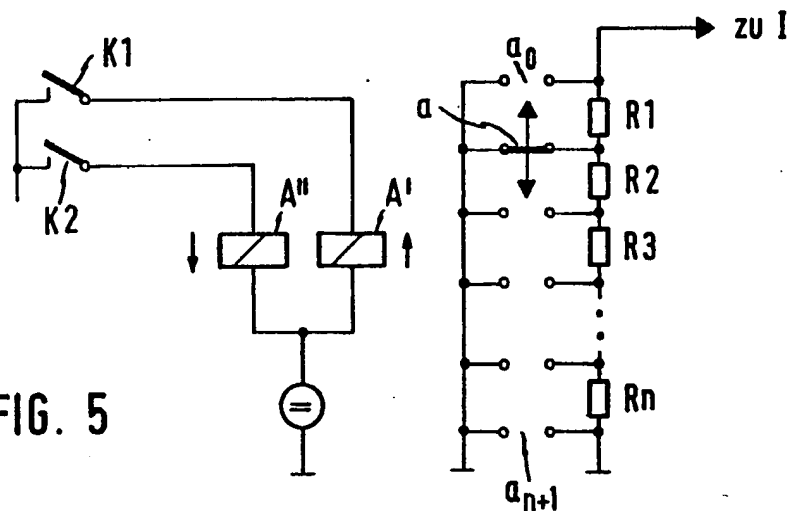 zu I
K1
a₀
a
R1
K2
A"
A'
R2
R3
=
Rn
FIG. 5
aₙ₊₁